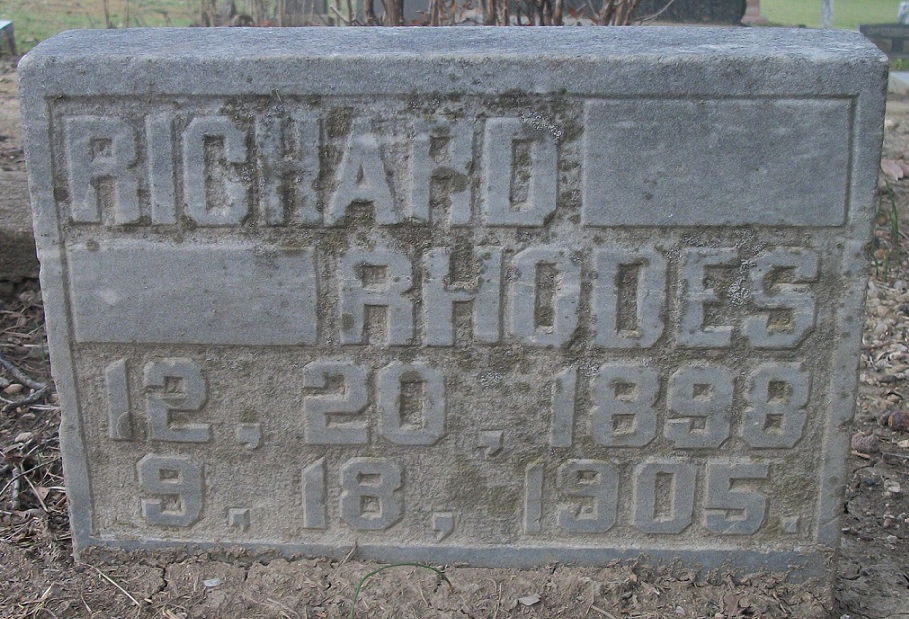 RICHARD
RHODES
12, 20, 1898
9, 18, 1905.